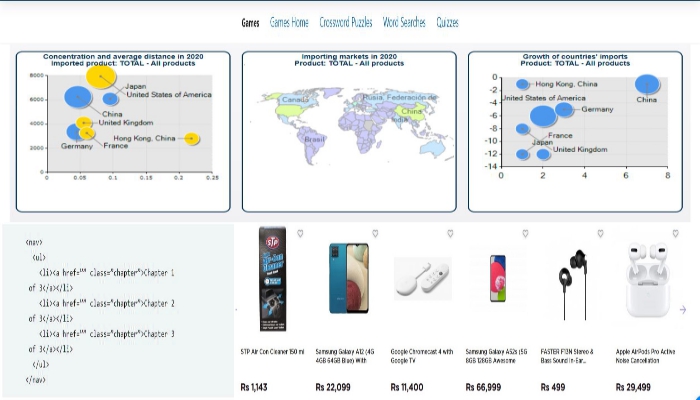 Games Games Home Crossword Puzzles Word Searches Quizzes
Concentration and average distance in 2020
Imported product: TOTAL - All products
8000
6000
4000
2000
0
0 0.05 0.1 0.15 0.2 0.25
Japan
United States of America
China
United Kingdom
Hong Kong, China
Germany
France
Importing markets in 2020
Product: TOTAL - All products
Canada
Rusia, Federación de
China
India
Brasil
Growth of countries' imports
Product: TOTAL - All products
0
-2
-4
-6
-8
-10
-12
-14
0 2 4 6 8
Hong Kong, China
United States of America
China
Germany
France
Japan
United Kingdom
<nav>
<ul>
<li><a href="" class="chapter">Chapter 1
of 3</a></li>
<li><a href="" class="chapter">Chapter 2
of 3</a></li>
<li><a href="" class="chapter">Chapter 3
of 3</a></li>
</ul>
</nav>
STP
STP Air Con Cleaner 150 ml
Rs 1,143
Samsung Galaxy A12 (4G
4GB 64GB Blue) With
Rs 22,099
Google Chromecast 4 with
Google TV
Rs 11,400
Samsung Galaxy A52s (5G
8GB 128GB Awesome
Rs 66,999
FASTER F13N Stereo &
Bass Sound In-Ear...
Rs 499
Apple AirPods Pro Active
Noise Cancellation
Rs 29,499